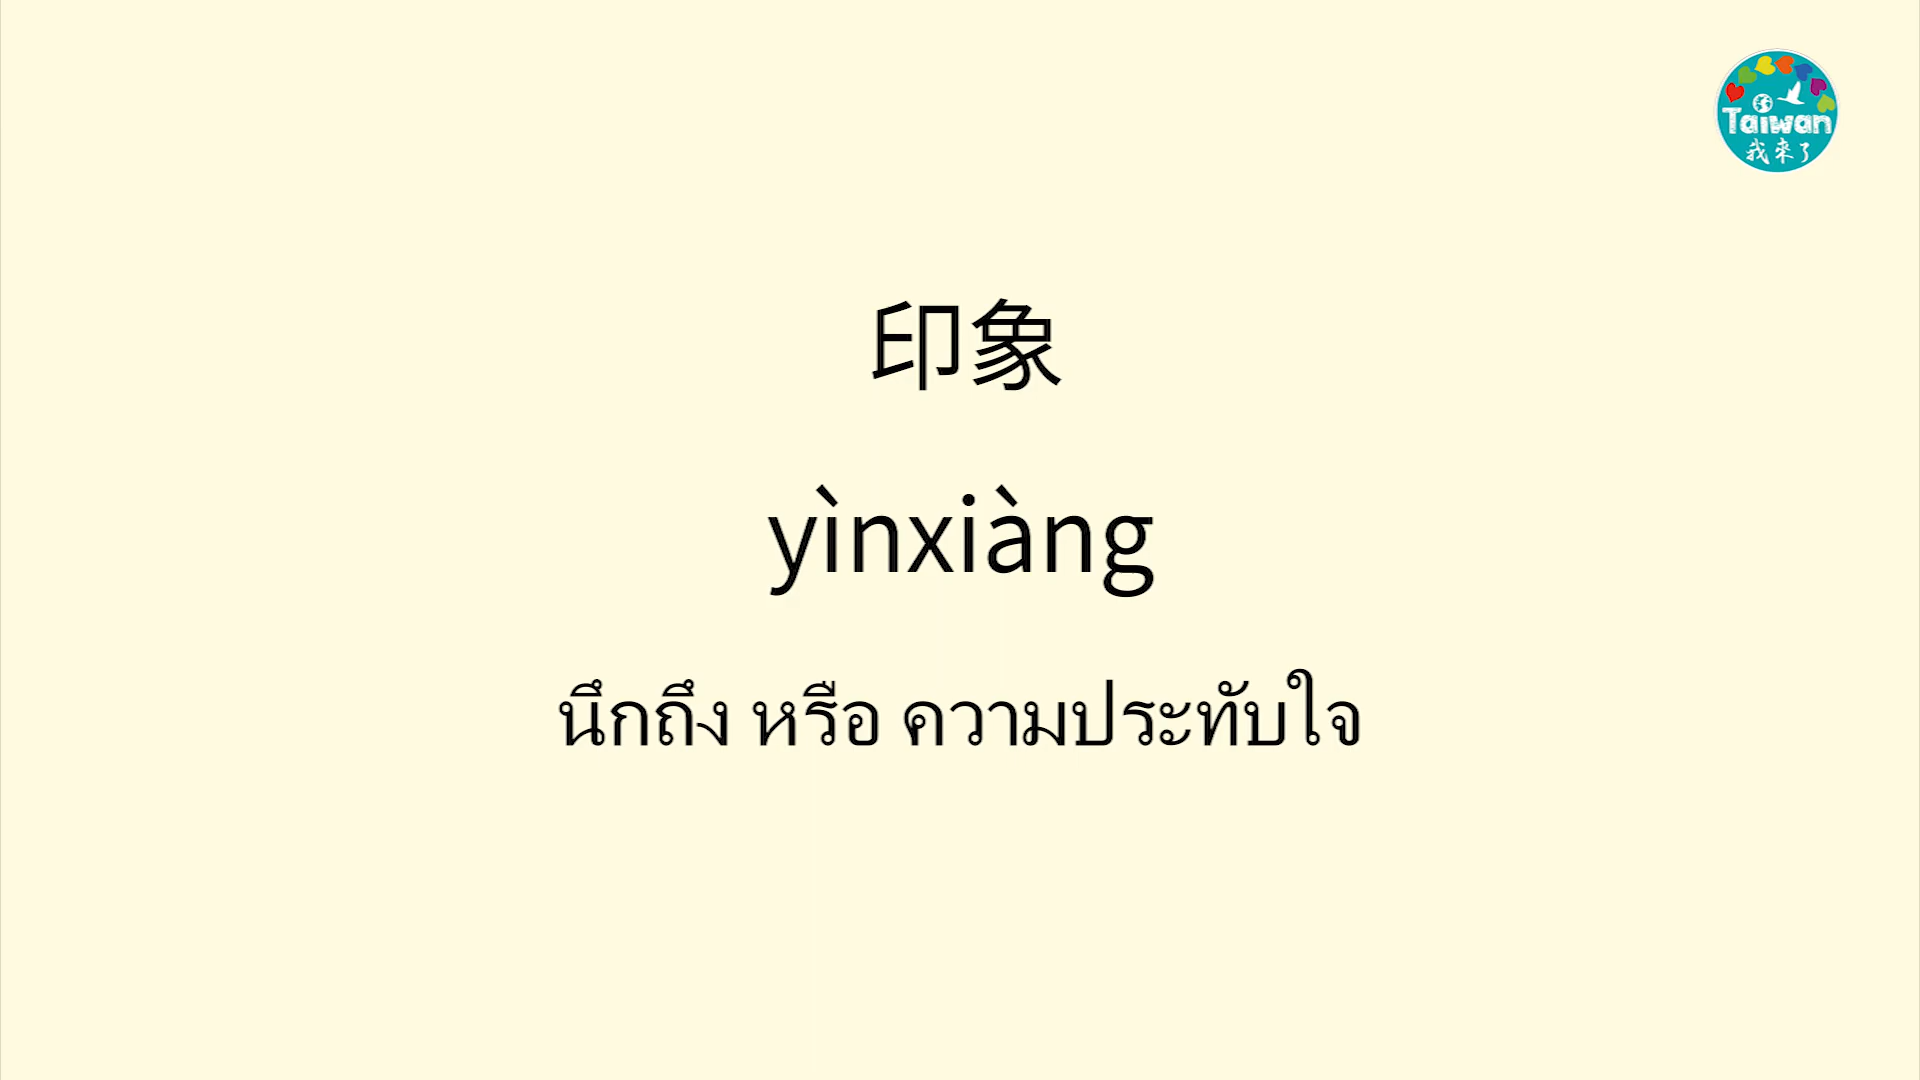 Taiwan
我來了
印象
yìnxiàng
นึกถึง หรือ ความประทับใจ